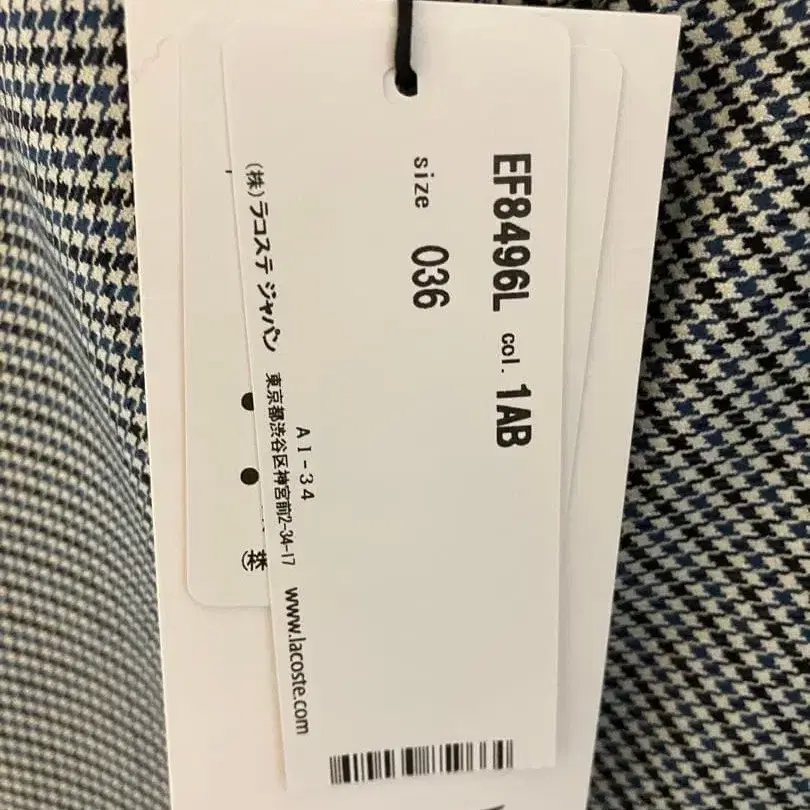 EF8496L col. 1AB
size 036
AI-34
(株)ラコステ ジャパン 東京都渋谷区神宮前2-34-17 www.lacoste.com
(株)